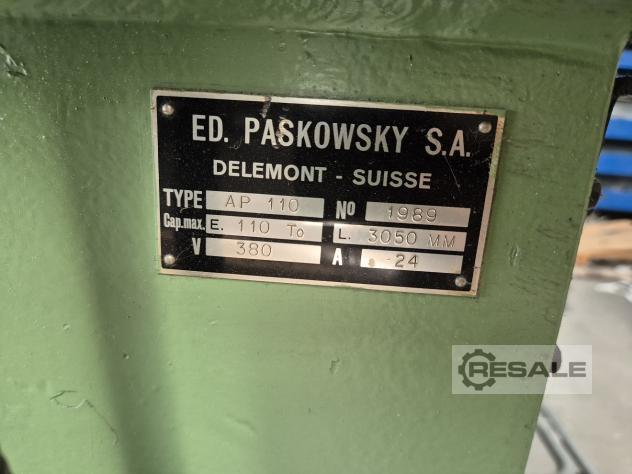 ED. PASKOWSKY S.A.
DELEMONT - SUISSE
TYPE AP 110 No 1989
Cap.max. E. 110 To L. 3050 MM
V 380 A 24
RESALE